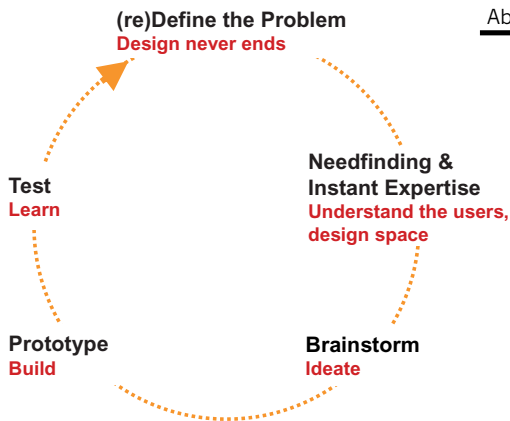 (re)Define the Problem
Design never ends
Ab
Needfinding &
Instant Expertise
Understand the users,
design space
Brainstorm
Ideate
Prototype
Build
Test
Learn